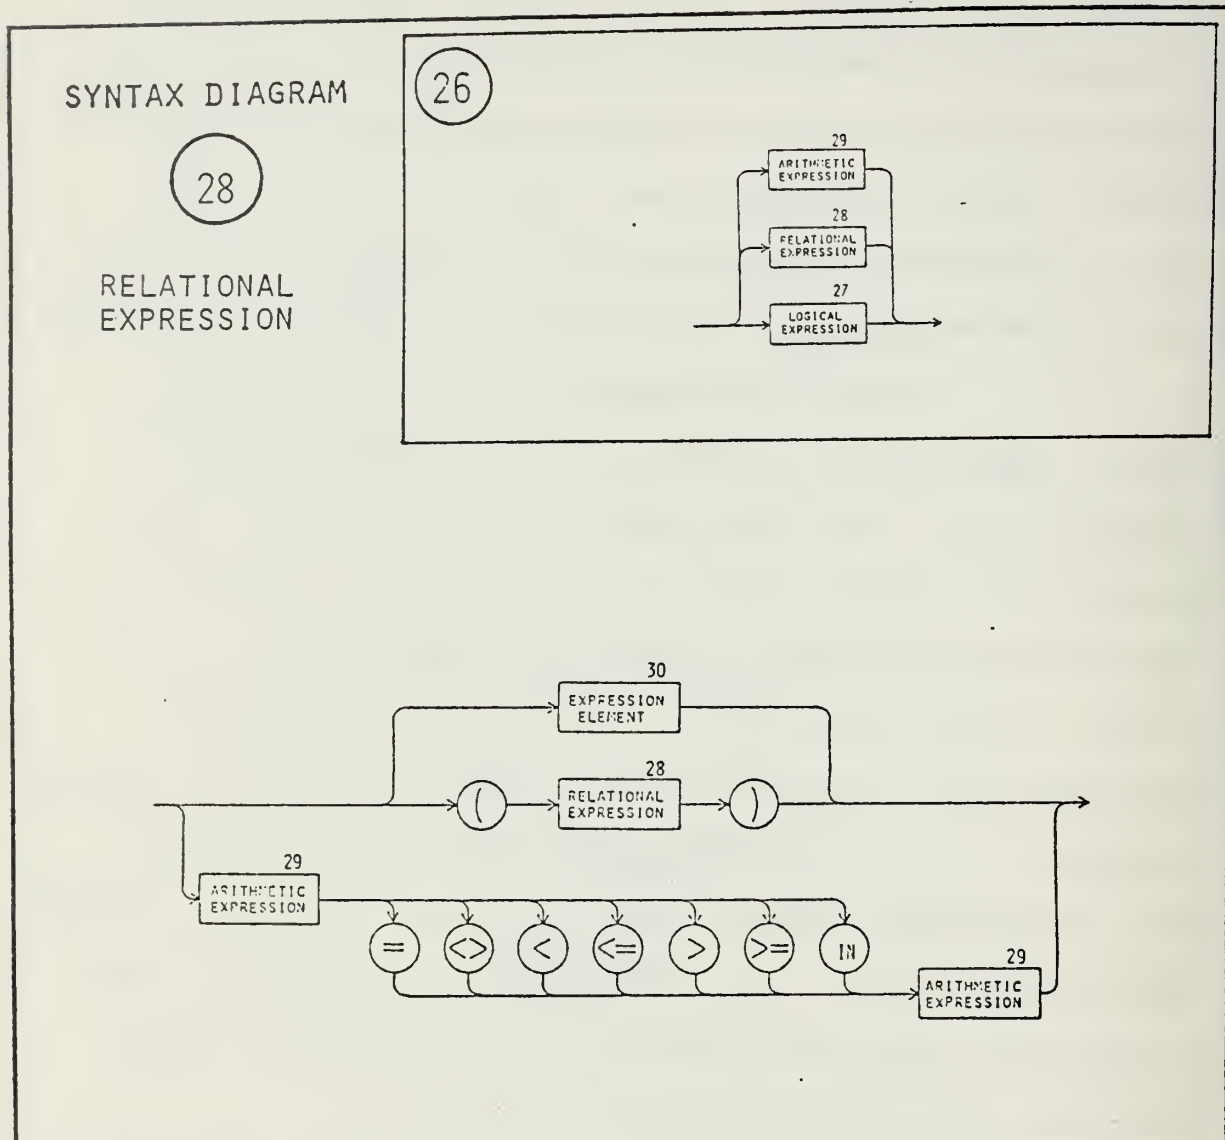 SYNTAX DIAGRAM
28
RELATIONAL
EXPRESSION
26
29
ARITHMETIC
EXPRESSION
28
RELATIONAL
EXPRESSION
27
LOGICAL
EXPRESSION
30
EXPRESSION
ELEMENT
28
( RELATIONAL )
EXPRESSION
29
ARITHMETIC
EXPRESSION
= <> < <= > >= IN
29
ARITHMETIC
EXPRESSION